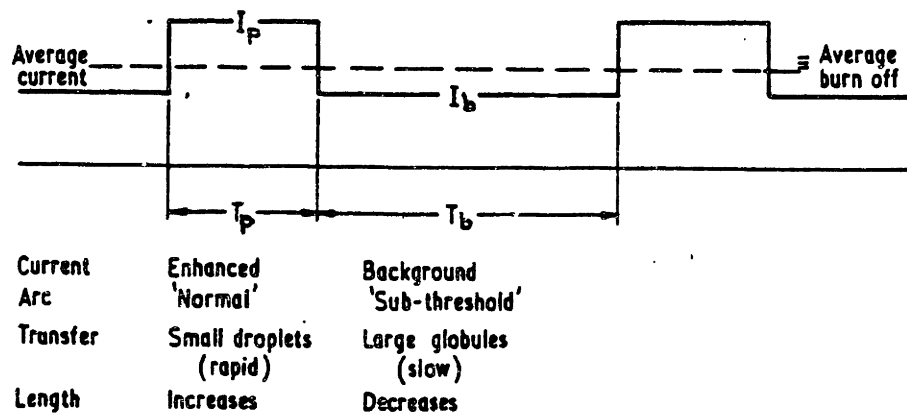 I_p
Average
current
≡ Average
burn off
I_b
T_p
T_b
Current Enhanced Background
Arc 'Normal' 'Sub-threshold'
Transfer Small droplets Large globules
(rapid) (slow)
Length Increases Decreases